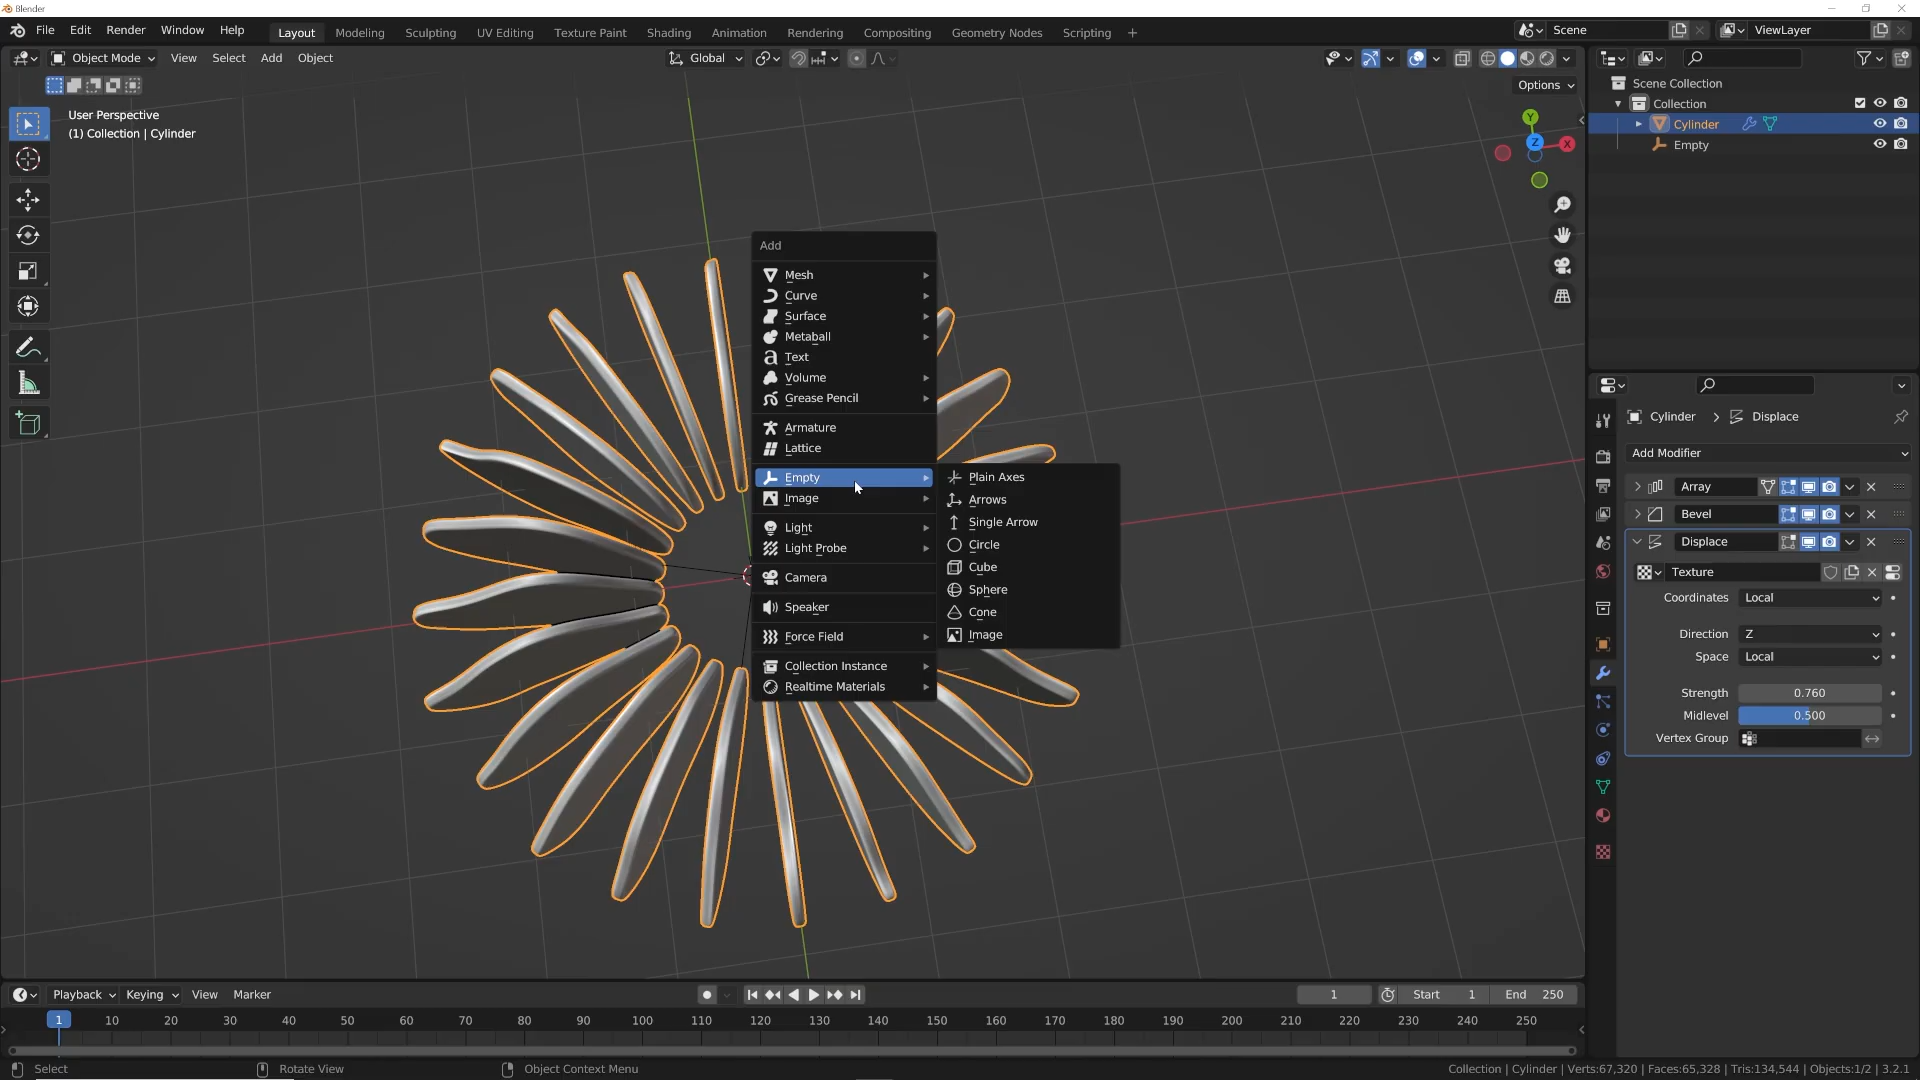 Blender
File Edit Render Window Help Layout Modeling Sculpting UV Editing Texture Paint Shading Animation Rendering Compositing Geometry Nodes Scripting + Scene ViewLayer
Object Mode View Select Add Object Global
Options
User Perspective
(1) Collection | Cylinder
Y
Z
X
Scene Collection
Collection
Cylinder
Empty
Add
Mesh
Curve
Surface
Metaball
Text
Volume
Grease Pencil
Armature
Lattice
Empty
Image
Light
Light Probe
Camera
Speaker
Force Field
Collection Instance
Realtime Materials
Plain Axes
Arrows
Single Arrow
Circle
Cube
Sphere
Cone
Image
Cylinder > Displace
Add Modifier
Array
Bevel
Displace
Texture
Coordinates Local
Direction Z
Space Local
Strength 0.760
Midlevel 0.500
Vertex Group
Playback Keying View Marker 1 Start 1 End 250
1 10 20 30 40 50 60 70 80 90 100 110 120 130 140 150 160 170 180 190 200 210 220 230 240 250
Select Rotate View Object Context Menu Collection | Cylinder | Verts:67,320 | Faces:65,328 | Tris:134,544 | Objects:1/2 | 3.2.1